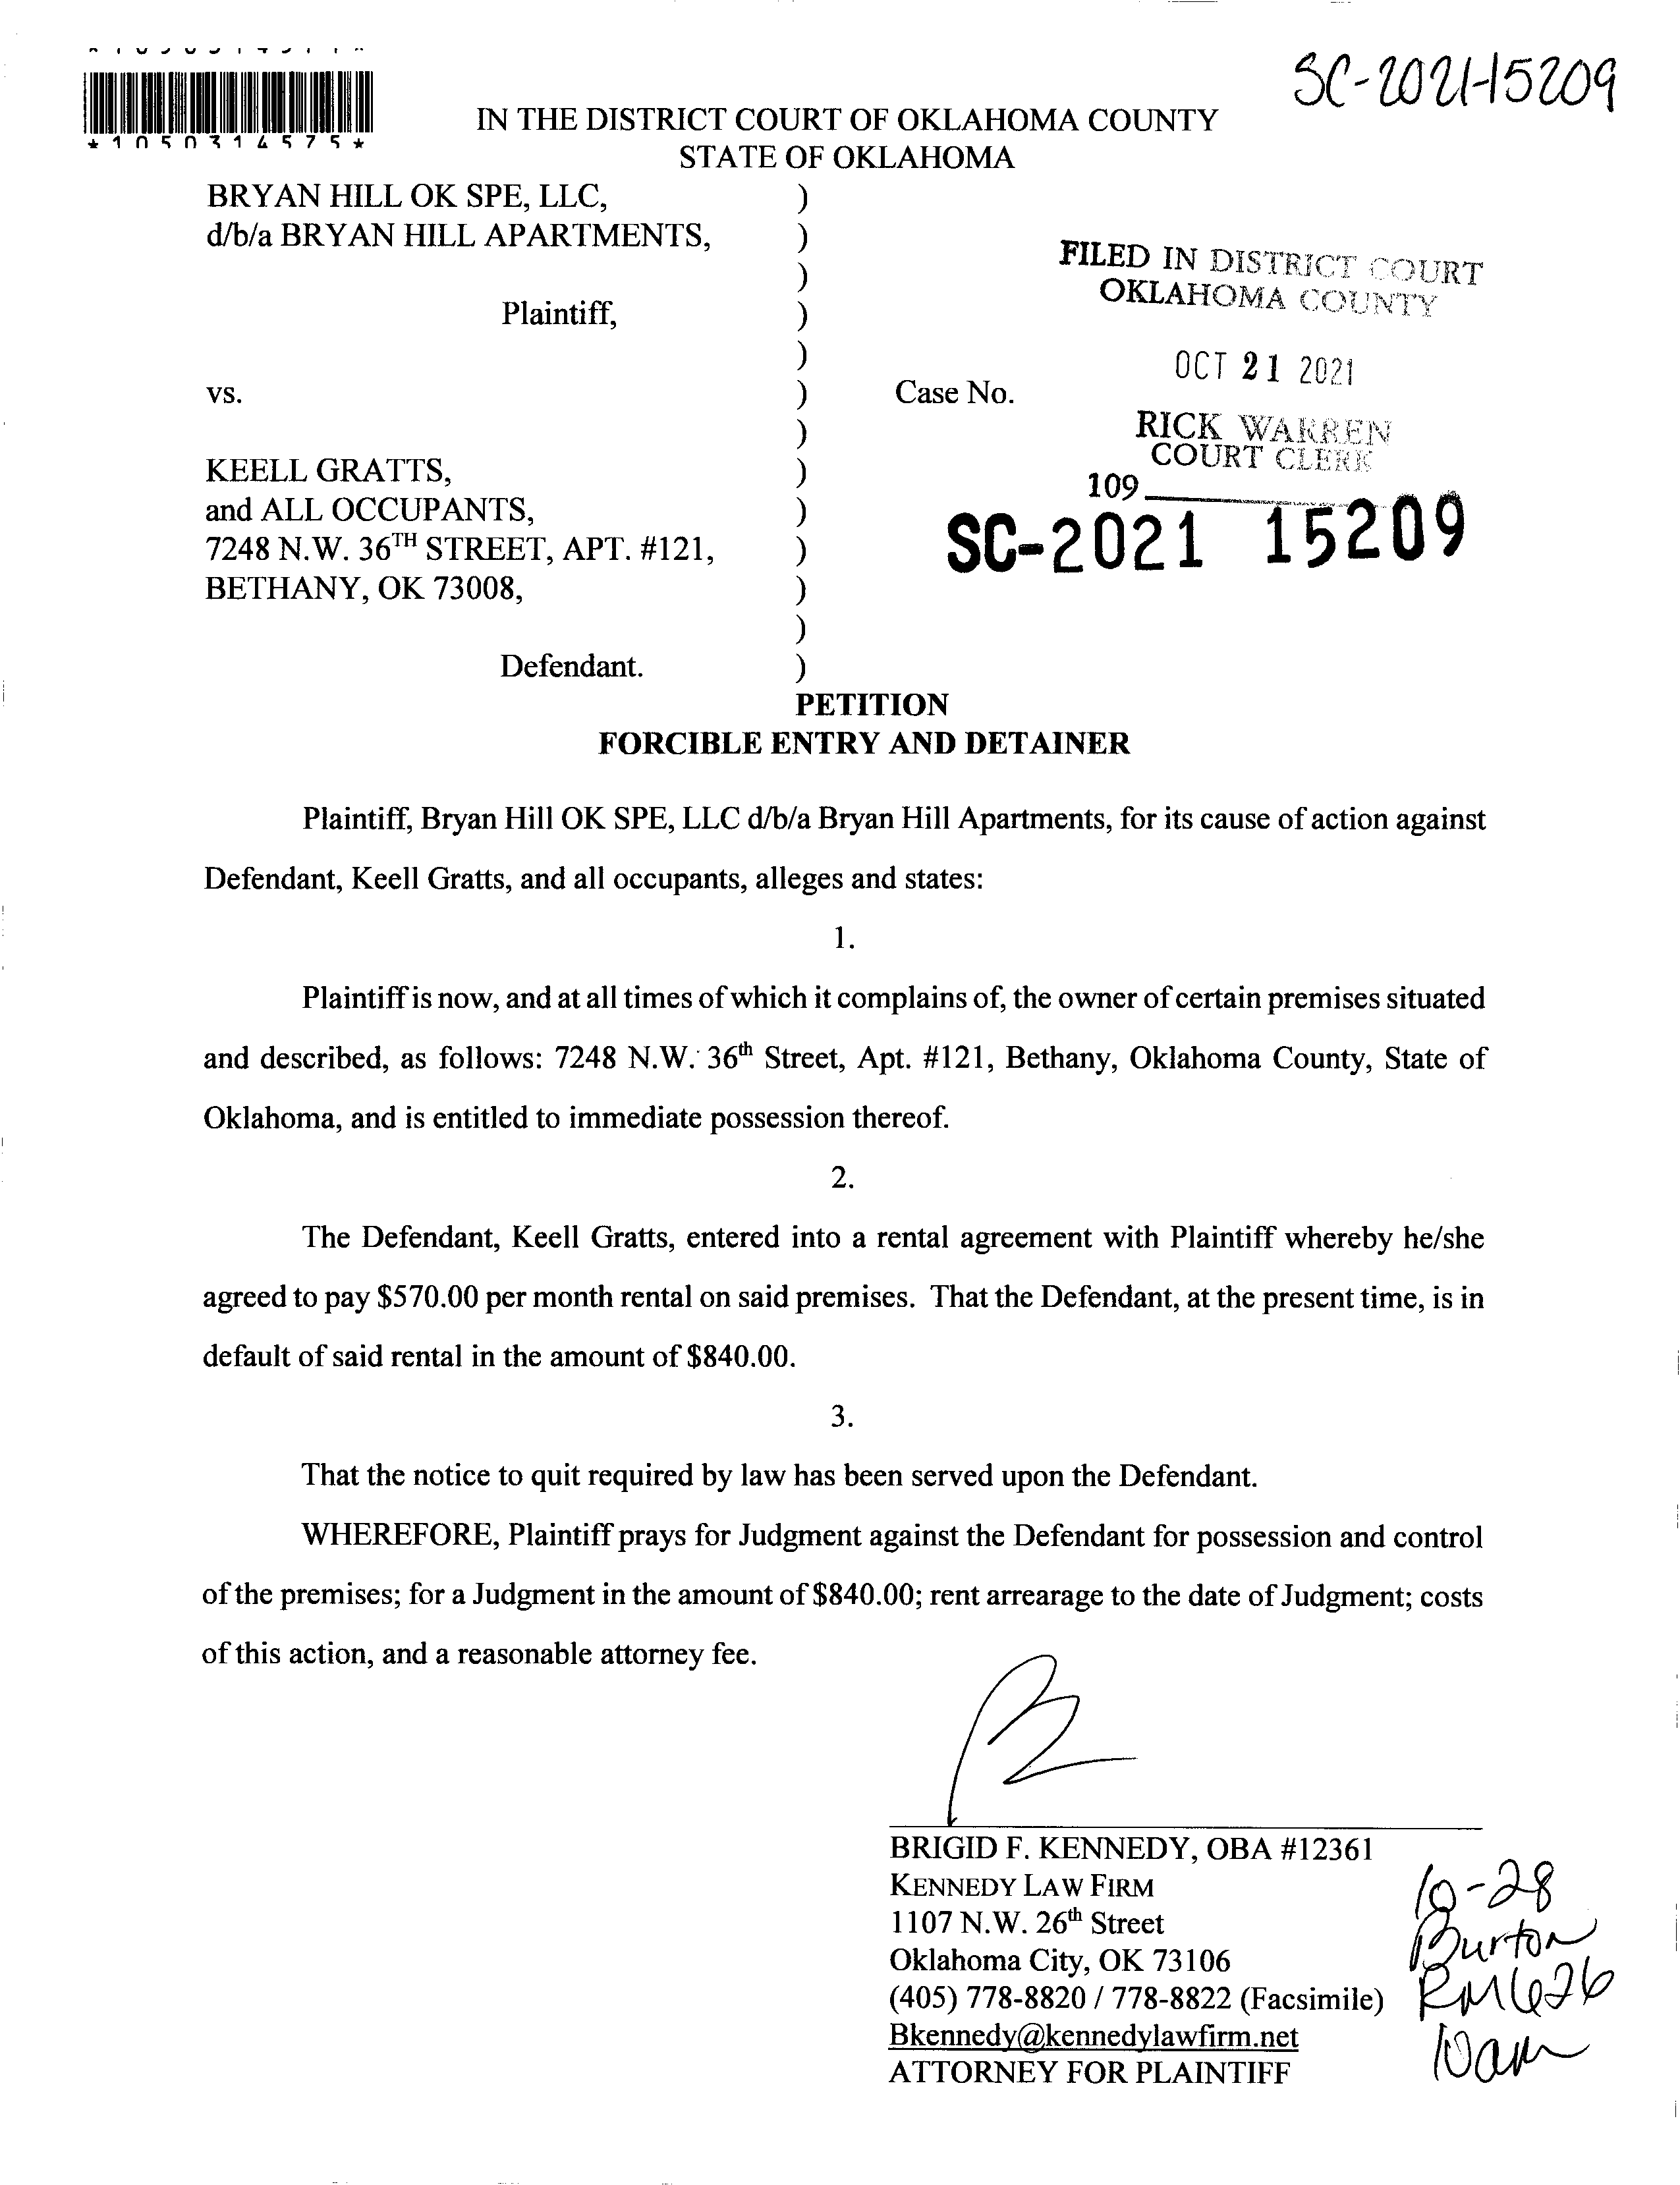 SC-2021-15209
*1050314575*
IN THE DISTRICT COURT OF OKLAHOMA COUNTY
STATE OF OKLAHOMA
BRYAN HILL OK SPE, LLC, )
d/b/a BRYAN HILL APARTMENTS, )
)
Plaintiff, )
)
vs. ) Case No.
)
KEELL GRATTS, )
and ALL OCCUPANTS, )
7248 N.W. 36TH STREET, APT. #121, )
BETHANY, OK 73008, )
)
Defendant. )
FILED IN DISTRICT COURT
OKLAHOMA COUNTY
OCT 21 2021
RICK WARREN
COURT CLERK
109
SC-2021 15209
PETITION
FORCIBLE ENTRY AND DETAINER
Plaintiff, Bryan Hill OK SPE, LLC d/b/a Bryan Hill Apartments, for its cause of action against
Defendant, Keell Gratts, and all occupants, alleges and states:
1.
Plaintiff is now, and at all times of which it complains of, the owner of certain premises situated
and described, as follows: 7248 N.W. 36th Street, Apt. #121, Bethany, Oklahoma County, State of
Oklahoma, and is entitled to immediate possession thereof.
2.
The Defendant, Keell Gratts, entered into a rental agreement with Plaintiff whereby he/she
agreed to pay $570.00 per month rental on said premises. That the Defendant, at the present time, is in
default of said rental in the amount of $840.00.
3.
That the notice to quit required by law has been served upon the Defendant.
WHEREFORE, Plaintiff prays for Judgment against the Defendant for possession and control
of the premises; for a Judgment in the amount of $840.00; rent arrearage to the date of Judgment; costs
of this action, and a reasonable attorney fee.
BRIGID F. KENNEDY, OBA #12361
KENNEDY LAW FIRM
1107 N.W. 26th Street
Oklahoma City, OK 73106
(405) 778-8820 / 778-8822 (Facsimile)
Bkennedy@kennedylawfirm.net
ATTORNEY FOR PLAINTIFF
10-28
Burton
RM626
10am